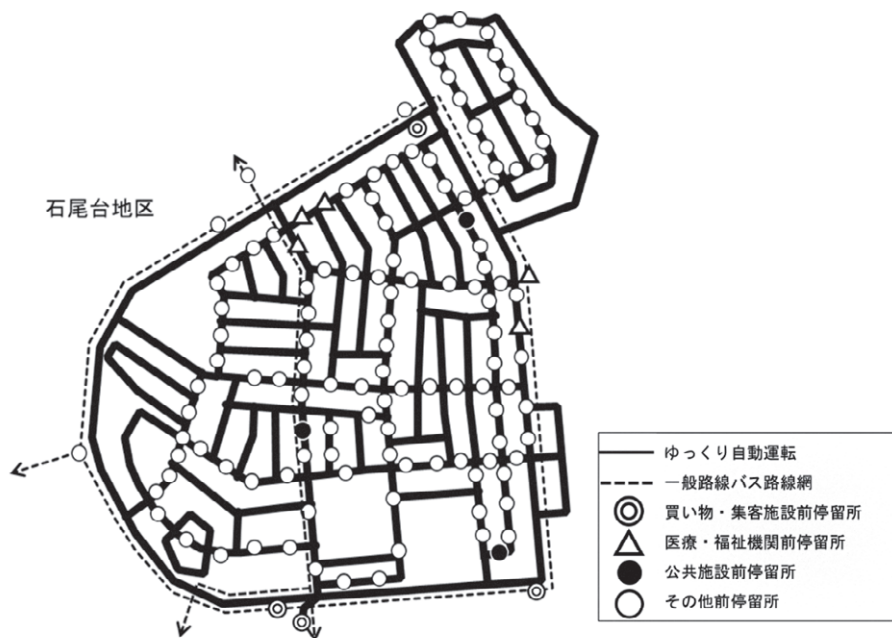 石尾台地区
ゆっくり自動運転
一般路線バス路線網
買い物・集客施設前停留所
医療・福祉機関前停留所
公共施設前停留所
その他前停留所